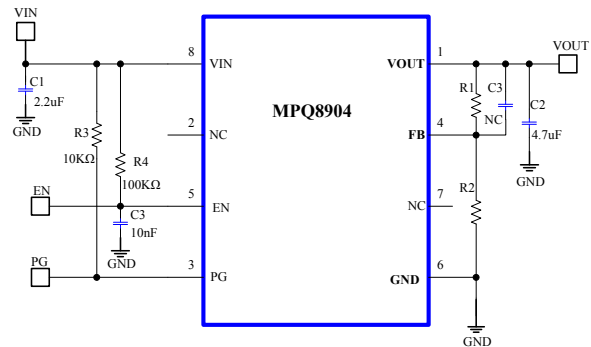 VIN
C1
2.2uF
GND
R3
10KΩ
R4
100KΩ
EN
C3
10nF
GND
PG
8
VIN
2
NC
5
EN
3
PG
MPQ8904
VOUT
1
FB
4
NC
7
GND
6
R1
C3
NC
C2
4.7uF
GND
R2
GND
VOUT